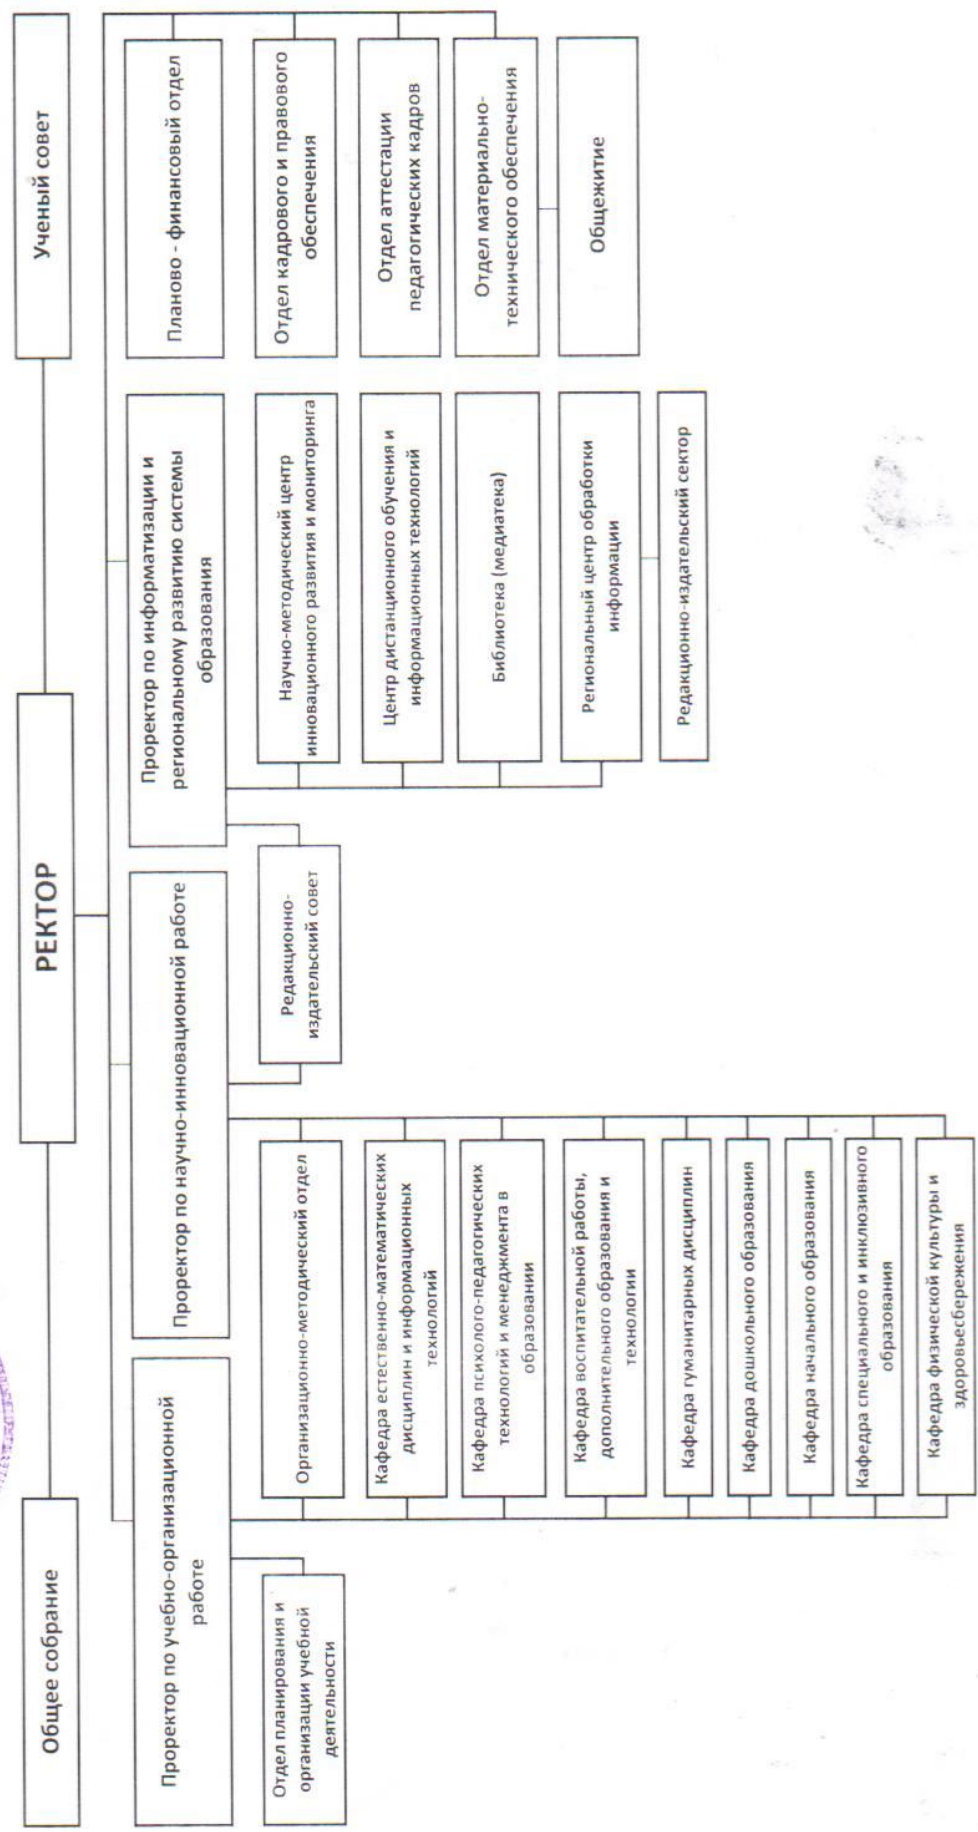 Общее собрание
РЕКТОР
Ученый совет
Проректор по учебно-организационной
работе
Проректор по научно-инновационной работе
Проректор по информатизации и
региональному развитию системы
образования
Планово - финансовый отдел
Отдел планирования и
организации учебной
деятельности
Организационно-методический отдел
Кафедра естественно-математических
дисциплин и информационных
технологий
Кафедра психолого-педагогических
технологий и менеджмента в
образовании
Кафедра воспитательной работы,
дополнительного образования и
технологии
Кафедра гуманитарных дисциплин
Кафедра дошкольного образования
Кафедра начального образования
Кафедра специального и инклюзивного
образования
Кафедра физической культуры и
здоровьесбережения
Редакционно-
издательский совет
Научно-методический центр
инновационного развития и мониторинга
Центр дистанционного обучения и
информационных технологий
Библиотека (медиатека)
Региональный центр обработки
информации
Редакционно-издательский сектор
Отдел кадрового и правового
обеспечения
Отдел аттестации
педагогических кадров
Отдел материально-
технического обеспечения
Общежитие